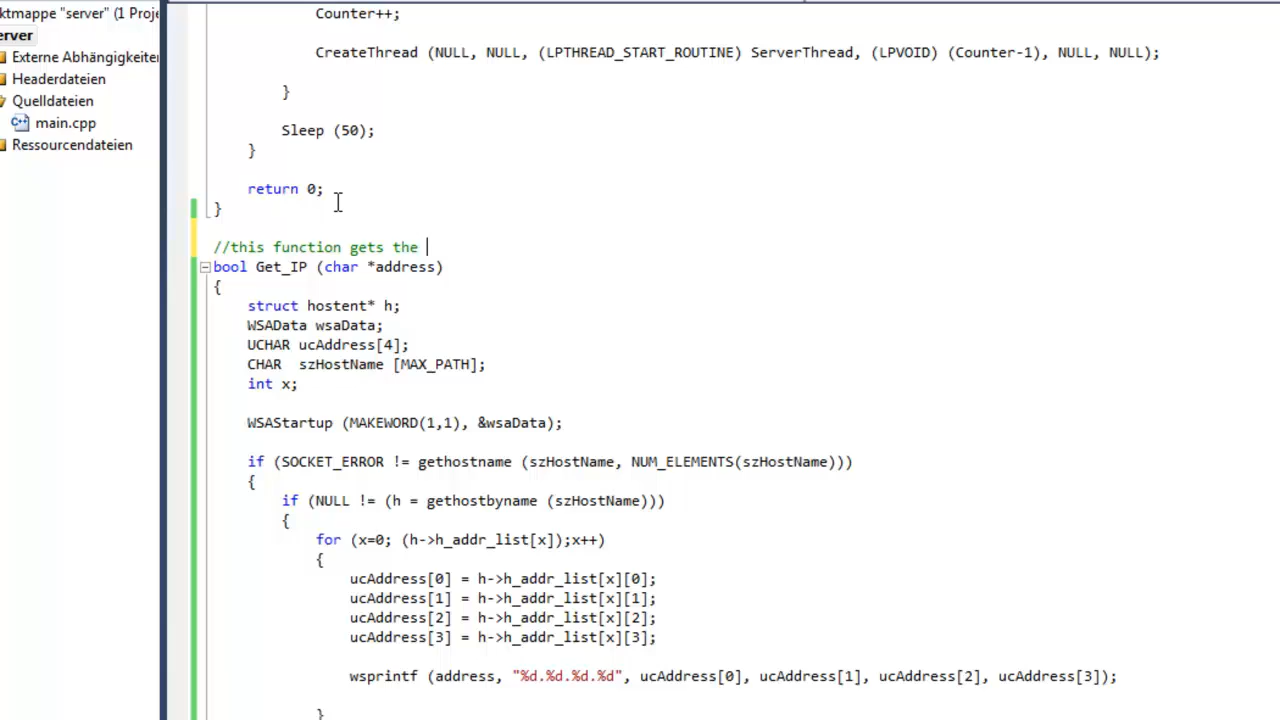 ktmappe "server" (1 Proje
erver
Externe Abhängigkeiten
Headerdateien
Quelldateien
main.cpp
Ressourcendateien
Counter++;
CreateThread (NULL, NULL, (LPTHREAD_START_ROUTINE) ServerThread, (LPVOID) (Counter-1), NULL, NULL);
}
Sleep (50);
}
return 0;
}
//this function gets the
bool Get_IP (char *address)
{
struct hostent* h;
WSAData wsaData;
UCHAR ucAddress[4];
CHAR  szHostName [MAX_PATH];
int x;
WSAStartup (MAKEWORD(1,1), &wsaData);
if (SOCKET_ERROR != gethostname (szHostName, NUM_ELEMENTS(szHostName)))
{
if (NULL != (h = gethostbyname (szHostName)))
{
for (x=0; (h->h_addr_list[x]);x++)
{
ucAddress[0] = h->h_addr_list[x][0];
ucAddress[1] = h->h_addr_list[x][1];
ucAddress[2] = h->h_addr_list[x][2];
ucAddress[3] = h->h_addr_list[x][3];
wsprintf (address, "%d.%d.%d.%d", ucAddress[0], ucAddress[1], ucAddress[2], ucAddress[3]);
}